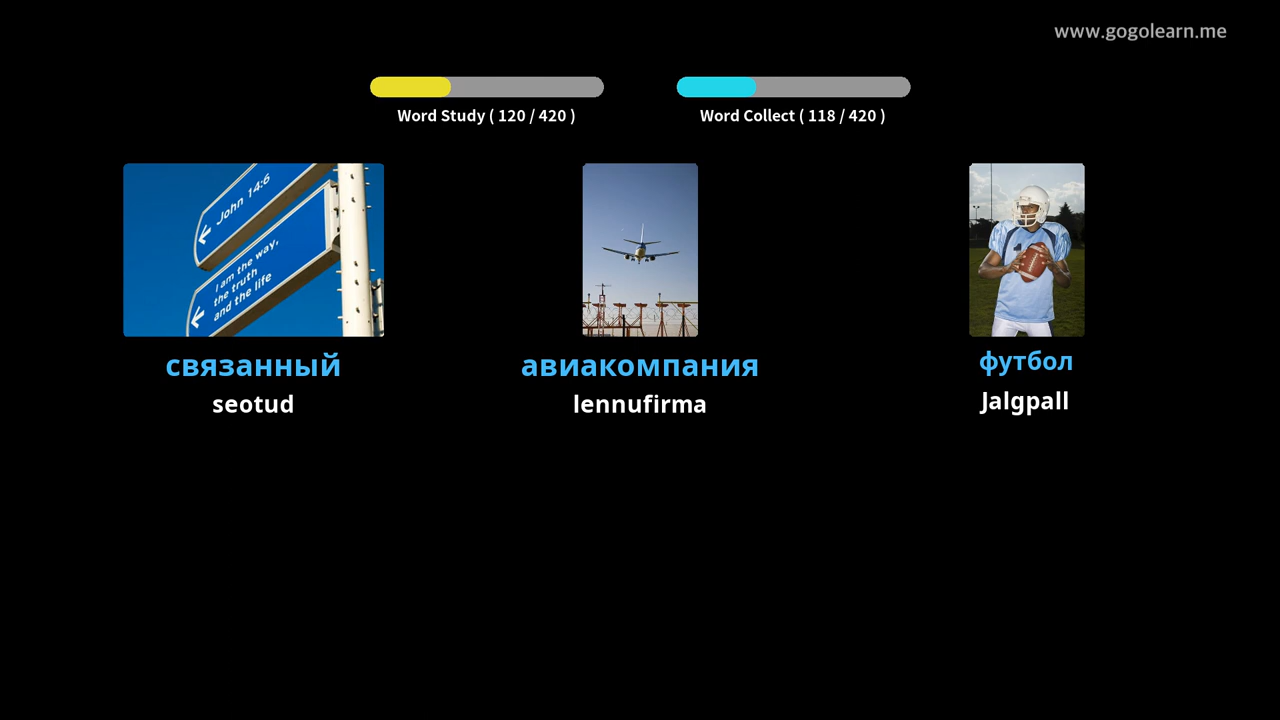 www.gogolearn.me
Word Study ( 120 / 420 )
Word Collect ( 118 / 420 )
John 14:6
I am the way,
the truth
and the life
связанный
авиакомпания
футбол
seotud
lennufirma
Jalgpall